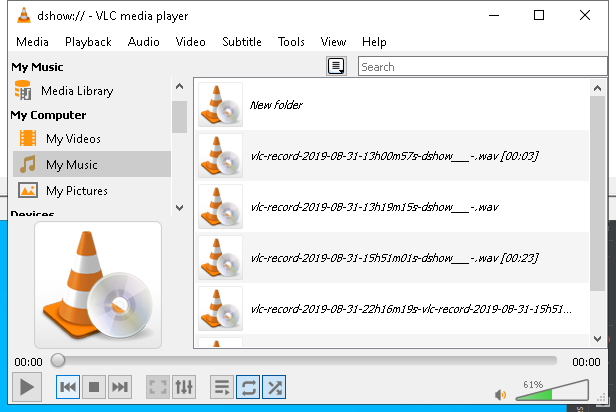 dshow:// - VLC media player
Media Playback Audio Video Subtitle Tools View Help
My Music
Search
Media Library
My Computer
My Videos
My Music
My Pictures
Devices
New folder
vlc-record-2019-08-31-13h00m57s-dshow___-.wav [00:03]
vlc-record-2019-08-31-13h19m15s-dshow___-.wav
vlc-record-2019-08-31-15h51m01s-dshow___-.wav [00:23]
vlc-record-2019-08-31-22h16m19s-vlc-record-2019-08-31-15h51...
00:00 00:00
61%